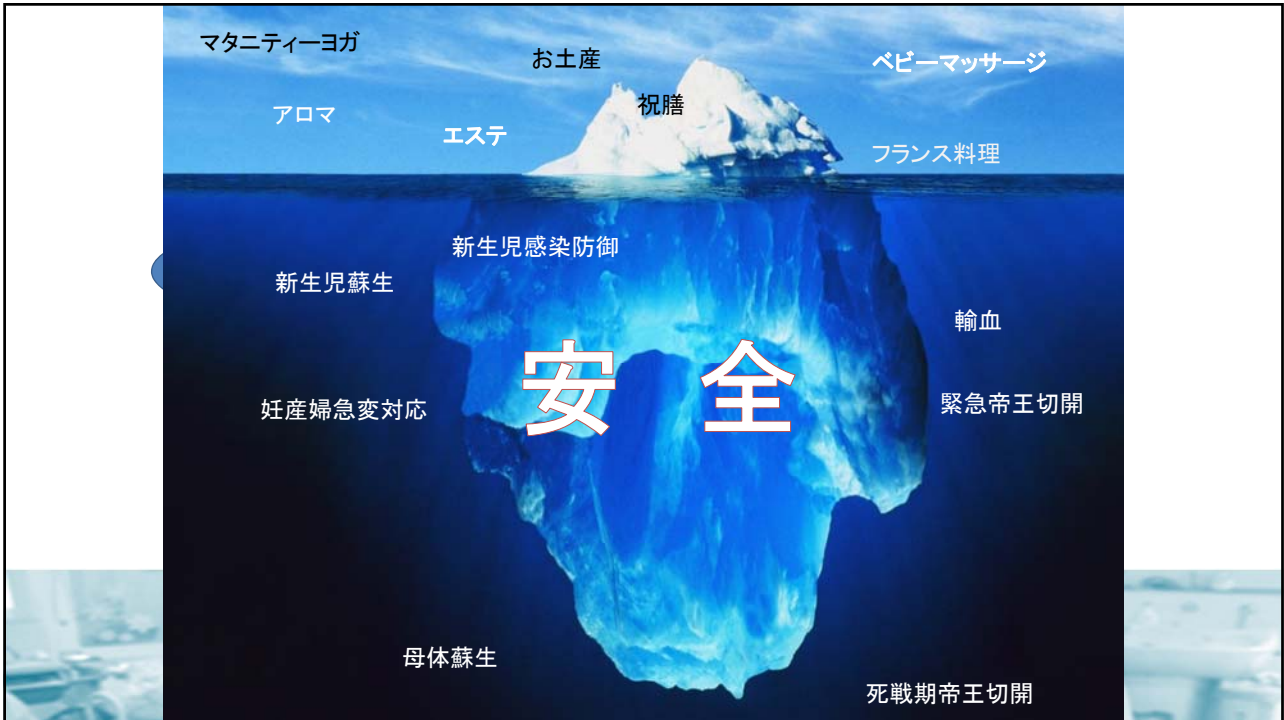 マタニティーヨガ
お土産
ベビーマッサージ
祝膳
アロマ
エステ
フランス料理
新生児感染防御
新生児蘇生
輸血
安 全
妊産婦急変対応
緊急帝王切開
母体蘇生
死戦期帝王切開